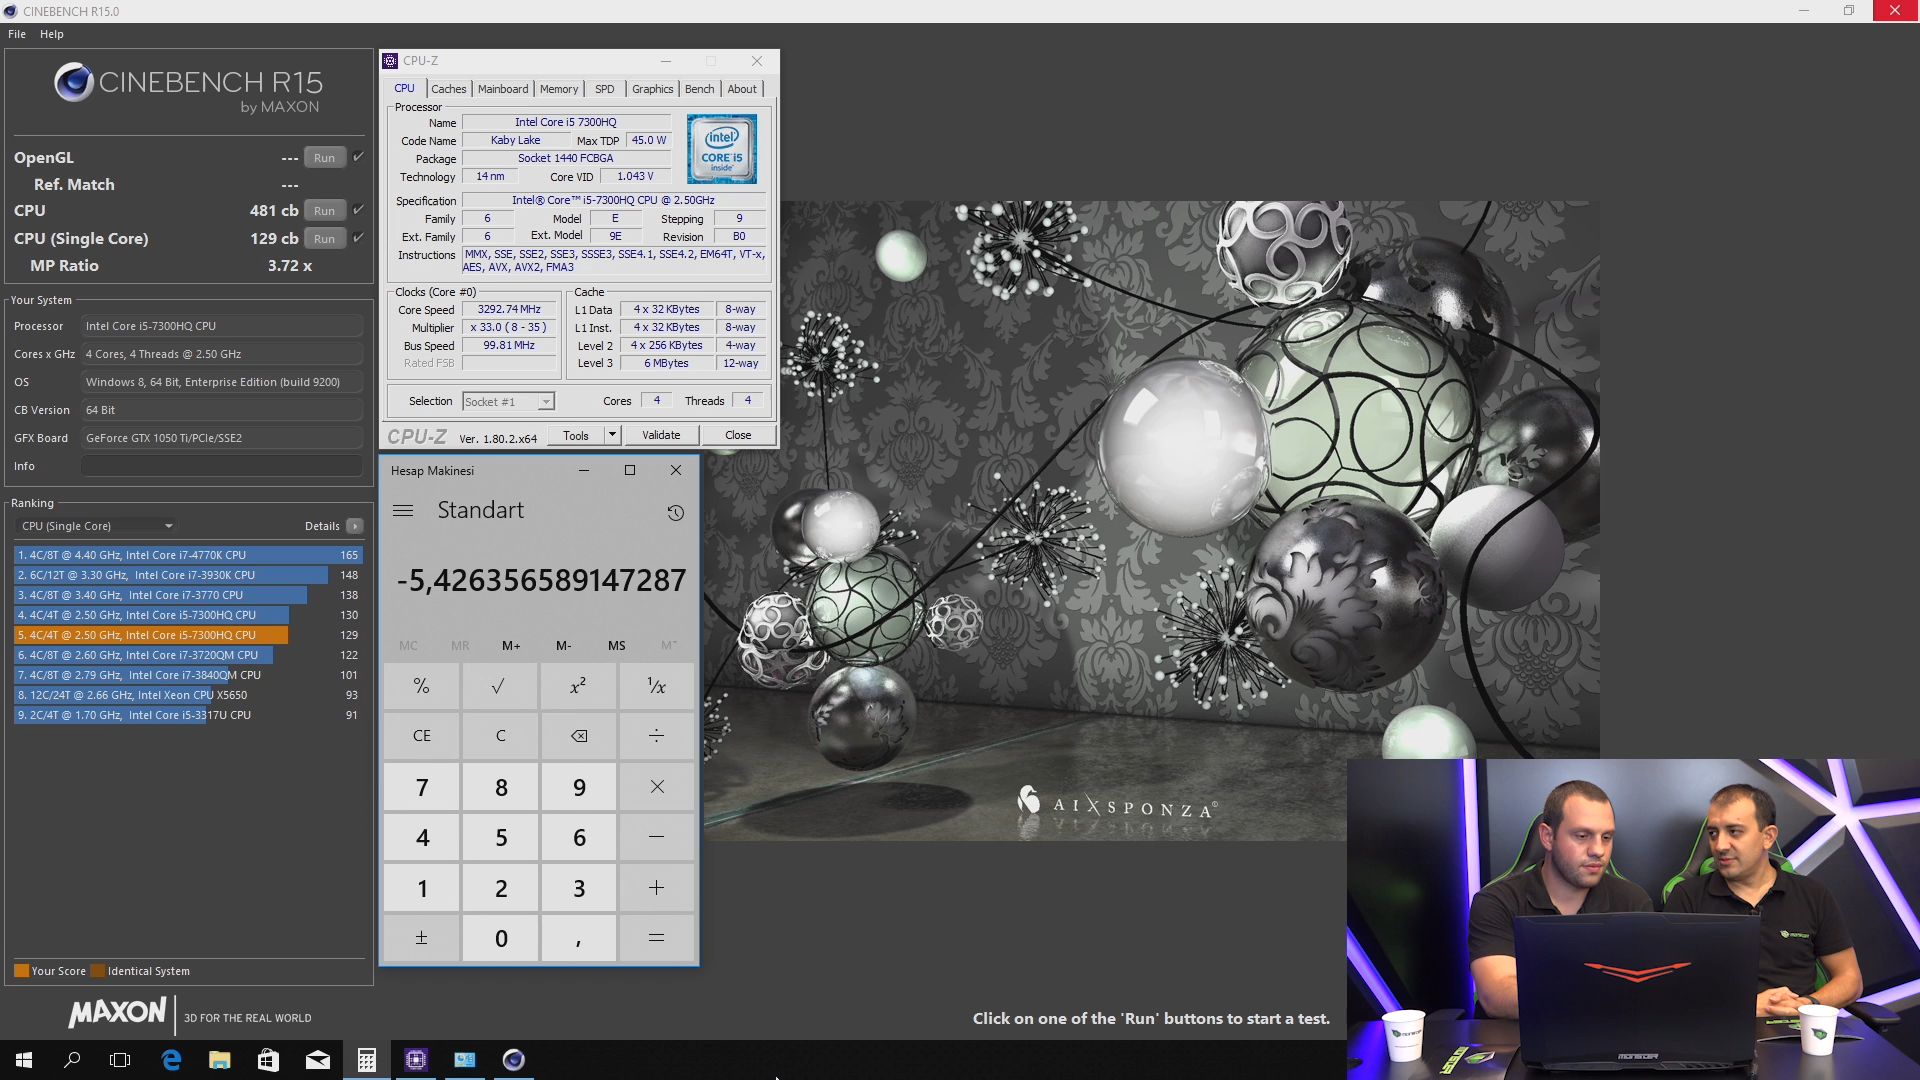 CINEBENCH R15.0
File Help
CINEBENCH R15
by MAXON
OpenGL --- Run
Ref. Match ---
CPU 481 cb Run
CPU (Single Core) 129 cb Run
MP Ratio 3.72 x
Your System
Processor Intel Core i5-7300HQ CPU
Cores x GHz 4 Cores, 4 Threads @ 2.50 GHz
OS Windows 8, 64 Bit, Enterprise Edition (build 9200)
CB Version 64 Bit
GFX Board GeForce GTX 1050 Ti/PCIe/SSE2
Info
Ranking
CPU (Single Core) Details
1. 4C/8T @ 4.40 GHz, Intel Core i7-4770K CPU 165
2. 6C/12T @ 3.30 GHz, Intel Core i7-3930K CPU 148
3. 4C/8T @ 3.40 GHz, Intel Core i7-3770 CPU 138
4. 4C/4T @ 2.50 GHz, Intel Core i5-7300HQ CPU 130
5. 4C/4T @ 2.50 GHz, Intel Core i5-7300HQ CPU 129
6. 4C/8T @ 2.60 GHz, Intel Core i7-3720QM CPU 122
7. 4C/8T @ 2.79 GHz, Intel Core i7-3840QM CPU 101
8. 12C/24T @ 2.66 GHz, Intel Xeon CPU X5650 93
9. 2C/4T @ 1.70 GHz, Intel Core i5-3317U CPU 91
Your Score Identical System
MAXON 3D FOR THE REAL WORLD
CPU-Z
CPU Caches Mainboard Memory SPD Graphics Bench About
Processor
Name Intel Core i5 7300HQ
Code Name Kaby Lake Max TDP 45.0 W
Package Socket 1440 FCBGA
Technology 14 nm Core VID 1.043 V
intel CORE i5 inside
Specification Intel® Core™ i5-7300HQ CPU @ 2.50GHz
Family 6 Model E Stepping 9
Ext. Family 6 Ext. Model 9E Revision B0
Instructions MMX, SSE, SSE2, SSE3, SSSE3, SSE4.1, SSE4.2, EM64T, VT-x,
AES, AVX, AVX2, FMA3
Clocks (Core #0)
Core Speed 3292.74 MHz
Multiplier x 33.0 ( 8 - 35 )
Bus Speed 99.81 MHz
Rated FSB
Cache
L1 Data 4 x 32 KBytes 8-way
L1 Inst. 4 x 32 KBytes 8-way
Level 2 4 x 256 KBytes 4-way
Level 3 6 MBytes 12-way
Selection Socket #1 Cores 4 Threads 4
CPU-Z Ver. 1.80.2.x64 Tools Validate Close
Hesap Makinesi
Standart
-5,426356589147287
MC MR M+ M- MS M˅
% √ x² ¹/x
CE C ÷
7 8 9 ×
4 5 6 −
1 2 3 +
± 0 , =
AIXSPONZA®
Click on one of the 'Run' buttons to start a test.
MONSTER